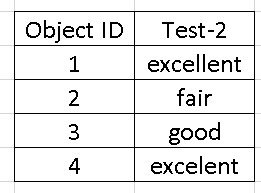 Object ID Test-2
1 excellent
2 fair
3 good
4 excelent